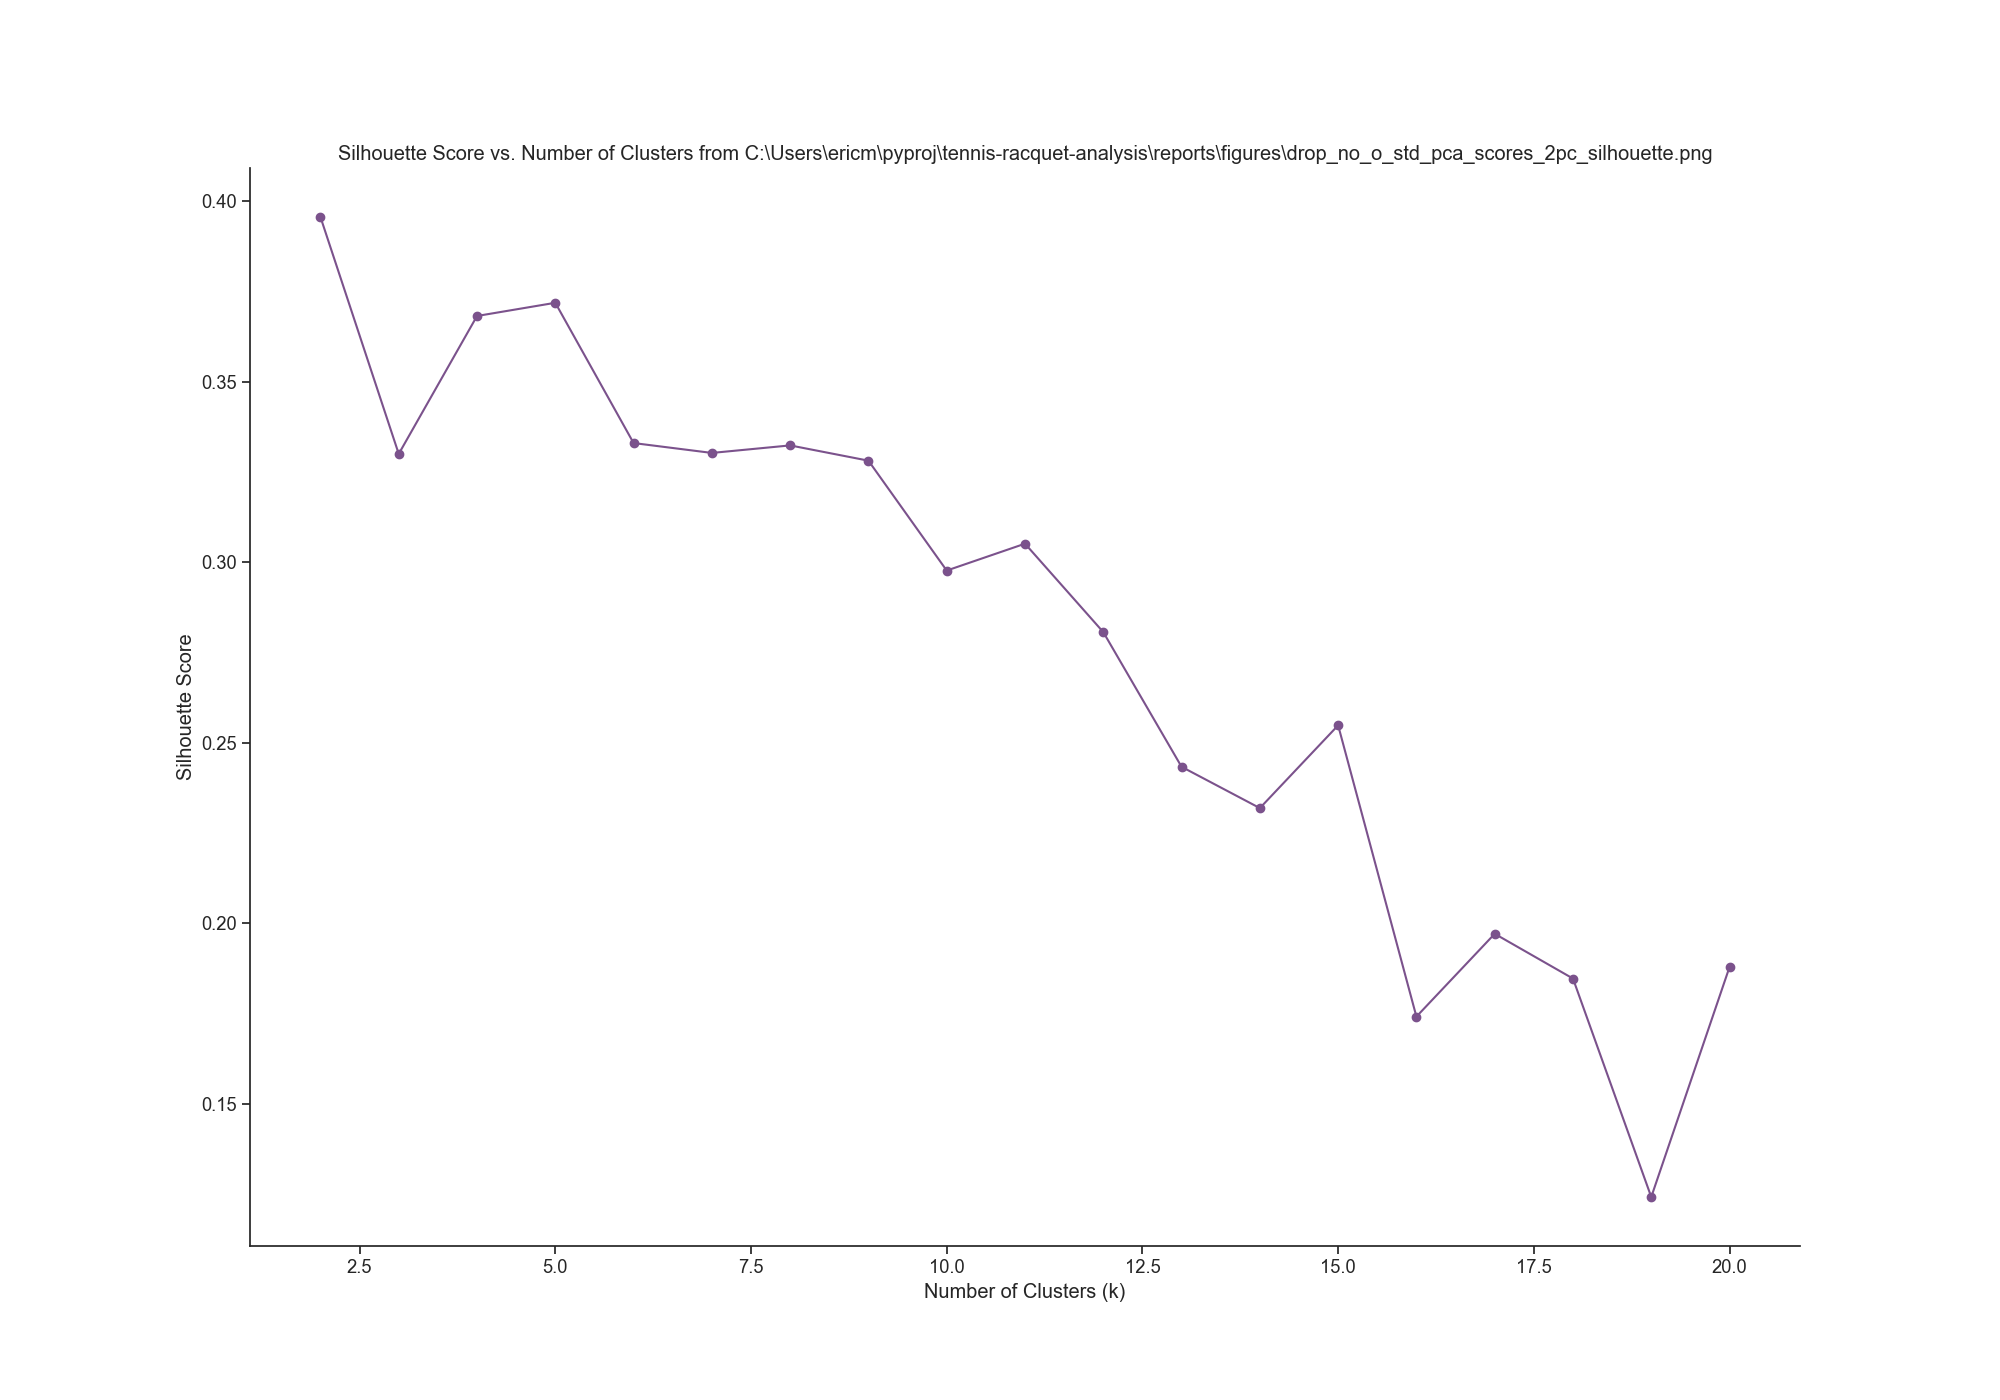 Silhouette Score vs. Number of Clusters from C:\Users\ericm\pyproj\tennis-racquet-analysis\reports\figures\drop_no_o_std_pca_scores_2pc_silhouette.png
0.40
0.35
0.30
0.25
0.20
0.15
Silhouette Score
2.5 5.0 7.5 10.0 12.5 15.0 17.5 20.0
Number of Clusters (k)